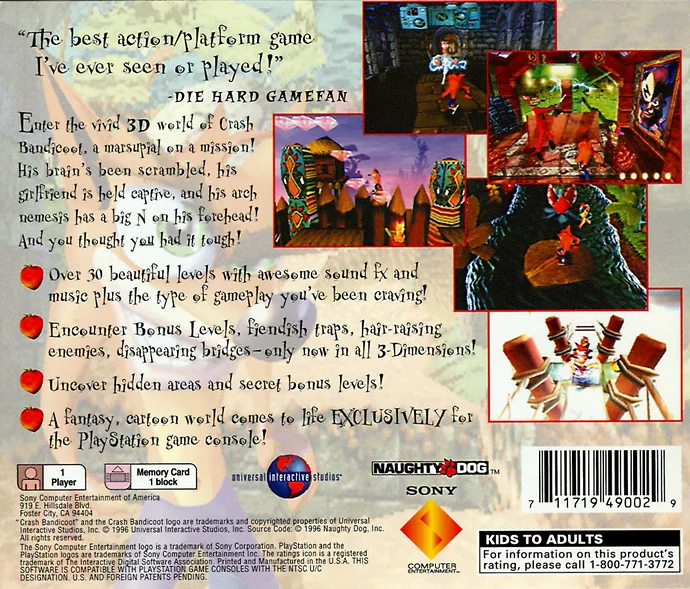 “The best action/platform game
I’ve ever seen or played!”
-DIE HARD GAMEFAN
Enter the vivid 3D world of Crash
Bandicoot, a marsupial on a mission!
His brain’s been scrambled, his
girlfriend is held captive, and his arch
nemesis has a big N on his forehead!
And you thought you had it tough!
Over 30 beautiful levels with awesome sound fx and
music plus the type of gameplay you’ve been craving!
Encounter Bonus Levels, fiendish traps, hair-raising
enemies, disappearing bridges—only now in all 3-Dimensions!
Uncover hidden areas and secret bonus levels!
A fantasy, cartoon world comes to life EXCLUSIVELY for
the PlayStation game console!
1
Player
Memory Card
1 block
universal interactive studios
NAUGHTY DOG™
SONY
COMPUTER
ENTERTAINMENT™
Sony Computer Entertainment of America
919 E. Hillsdale Blvd.
Foster City, CA 94404
"Crash Bandicoot" and the Crash Bandicoot logo are trademarks and copyrighted properties of Universal
Interactive Studios, Inc. © 1996 Universal Interactive Studios, Inc. Source Code: © 1996 Naughty Dog, Inc.
All rights reserved.
The Sony Computer Entertainment logo is a trademark of Sony Corporation. PlayStation and the
PlayStation logos are trademarks of Sony Computer Entertainment Inc. The ratings icon is a registered
trademark of The Interactive Digital Software Association. Printed and Manufactured in the U.S.A. THIS
SOFTWARE IS COMPATIBLE WITH PLAYSTATION GAME CONSOLES WITH THE NTSC U/C
DESIGNATION. U.S. AND FOREIGN PATENTS PENDING.
7 11719 49002 9
KIDS TO ADULTS
For information on this product's
rating, please call 1-800-771-3772